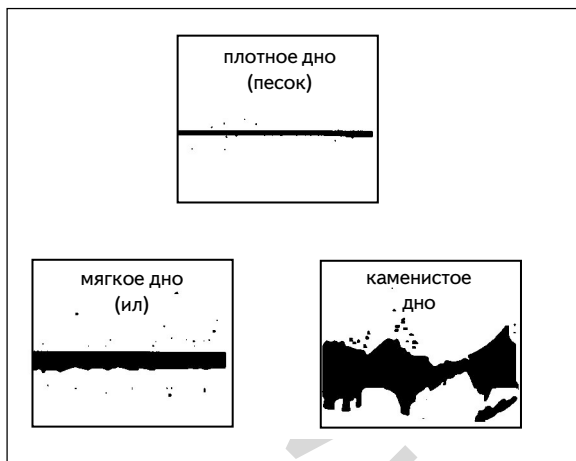 плотное дно
(песок)
мягкое дно
(ил)
каменистое
дно